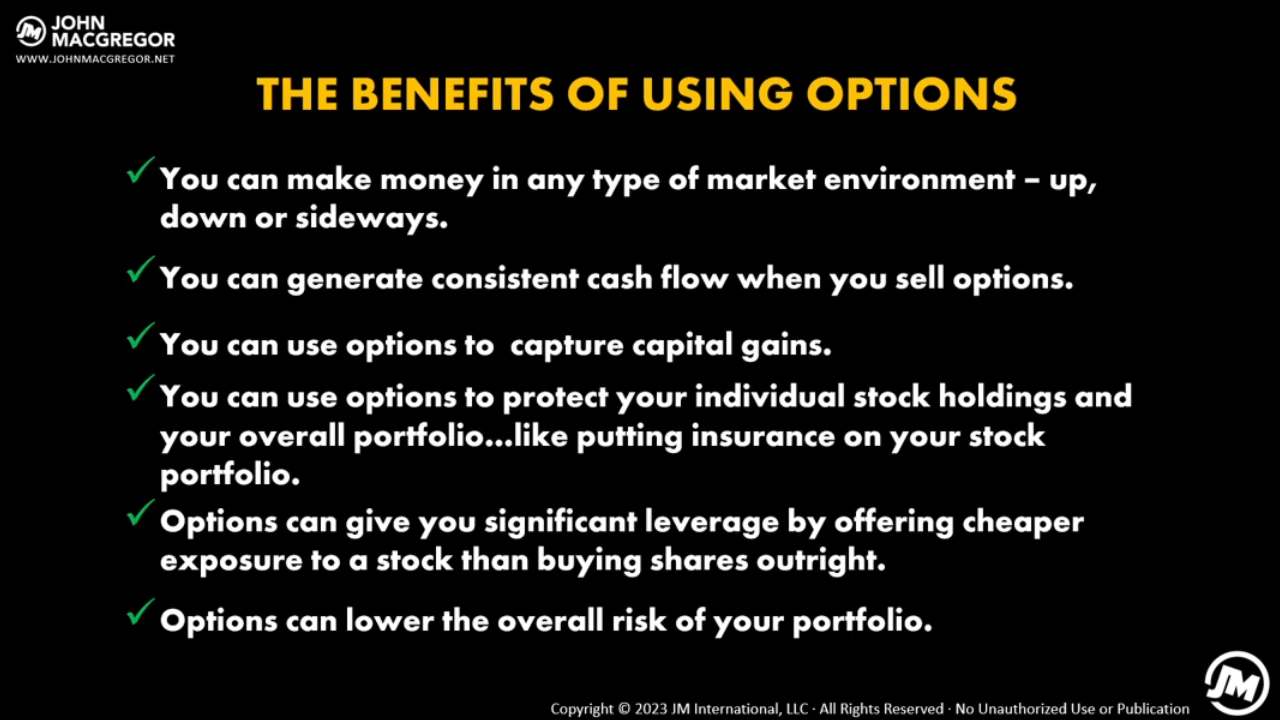 JM JOHN
MACGREGOR
WWW.JOHNMACGREGOR.NET
THE BENEFITS OF USING OPTIONS
✓ You can make money in any type of market environment – up,
down or sideways.
✓ You can generate consistent cash flow when you sell options.
✓ You can use options to  capture capital gains.
✓ You can use options to protect your individual stock holdings and
your overall portfolio...like putting insurance on your stock
portfolio.
✓ Options can give you significant leverage by offering cheaper
exposure to a stock than buying shares outright.
✓ Options can lower the overall risk of your portfolio.
JM
Copyright © 2023 JM International, LLC · All Rights Reserved · No Unauthorized Use or Publication